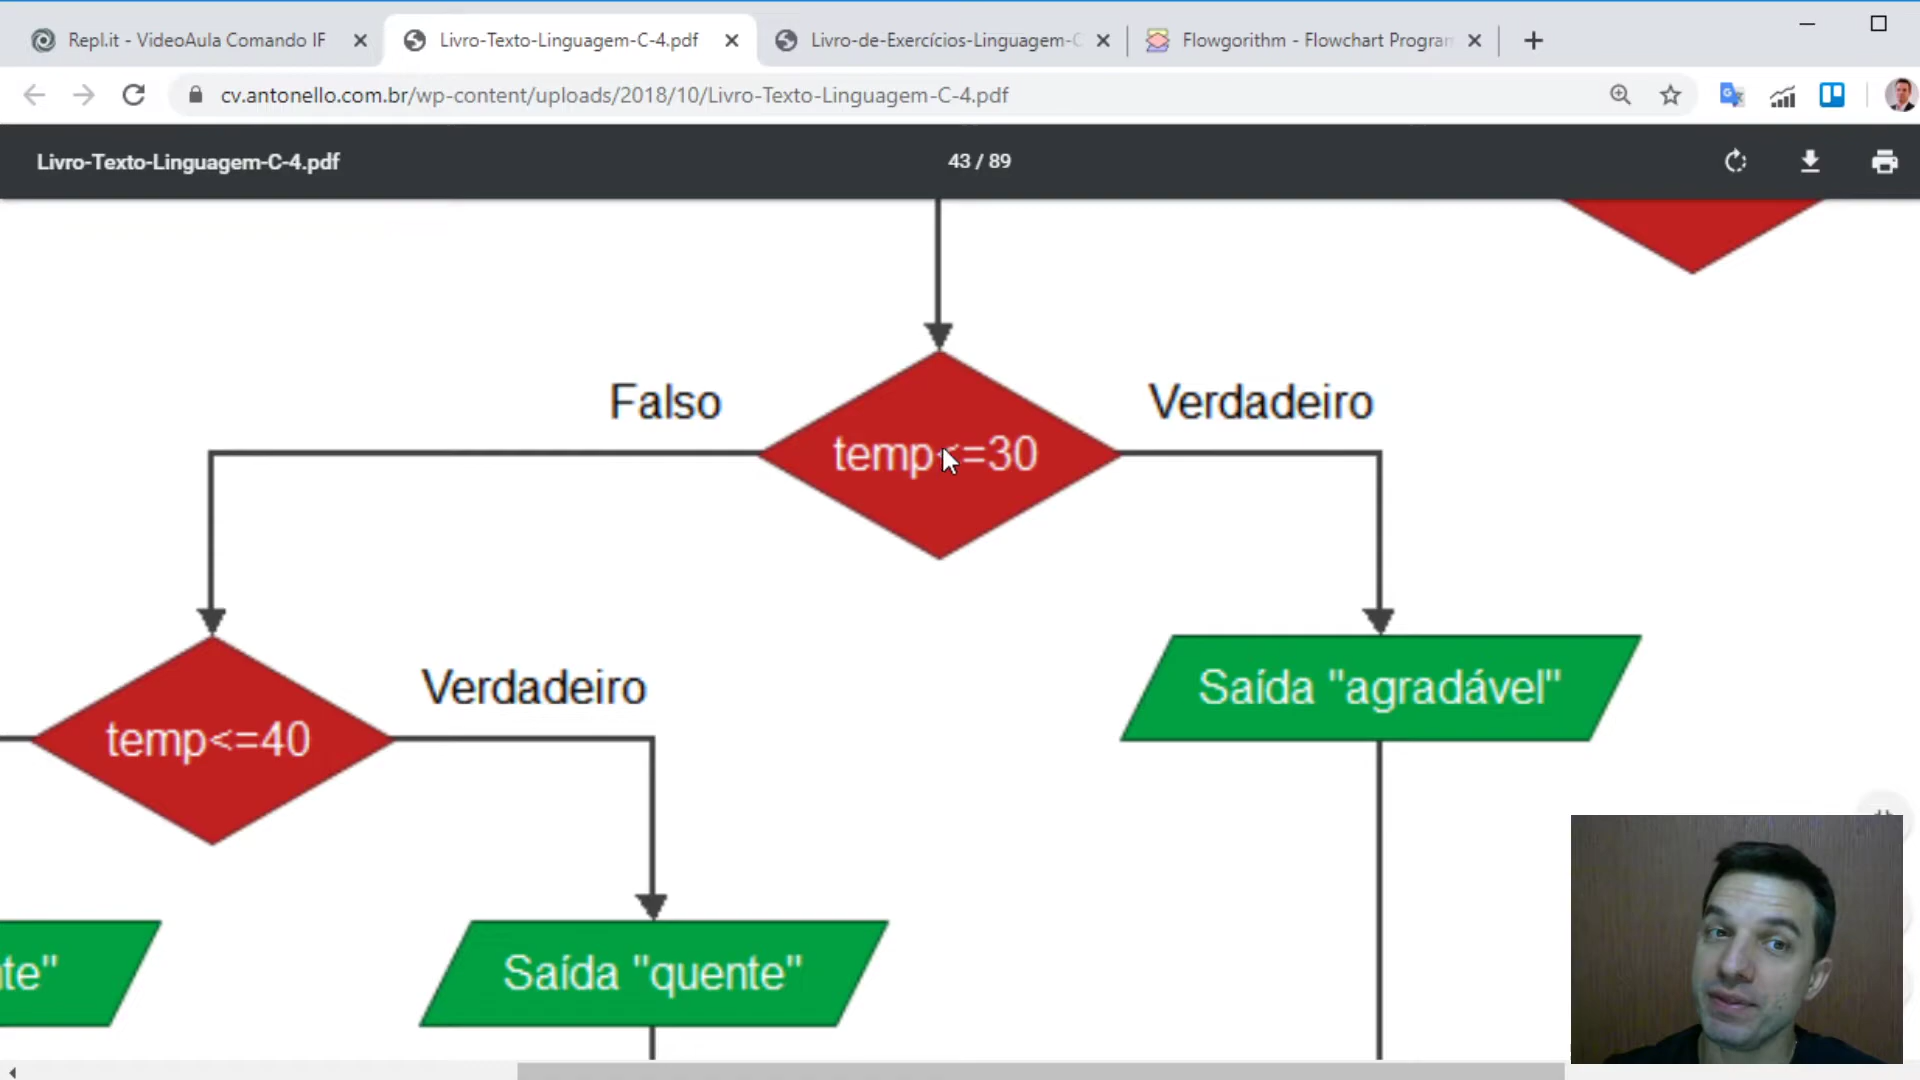 Repl.it - VideoAula Comando IF
Livro-Texto-Linguagem-C-4.pdf
Livro-de-Exercícios-Linguagem-C
Flowgorithm - Flowchart Program
cv.antonello.com.br/wp-content/uploads/2018/10/Livro-Texto-Linguagem-C-4.pdf
Livro-Texto-Linguagem-C-4.pdf
43 / 89
Falso
Verdadeiro
temp<=30
Verdadeiro
Saída "agradável"
temp<=40
te"
Saída "quente"